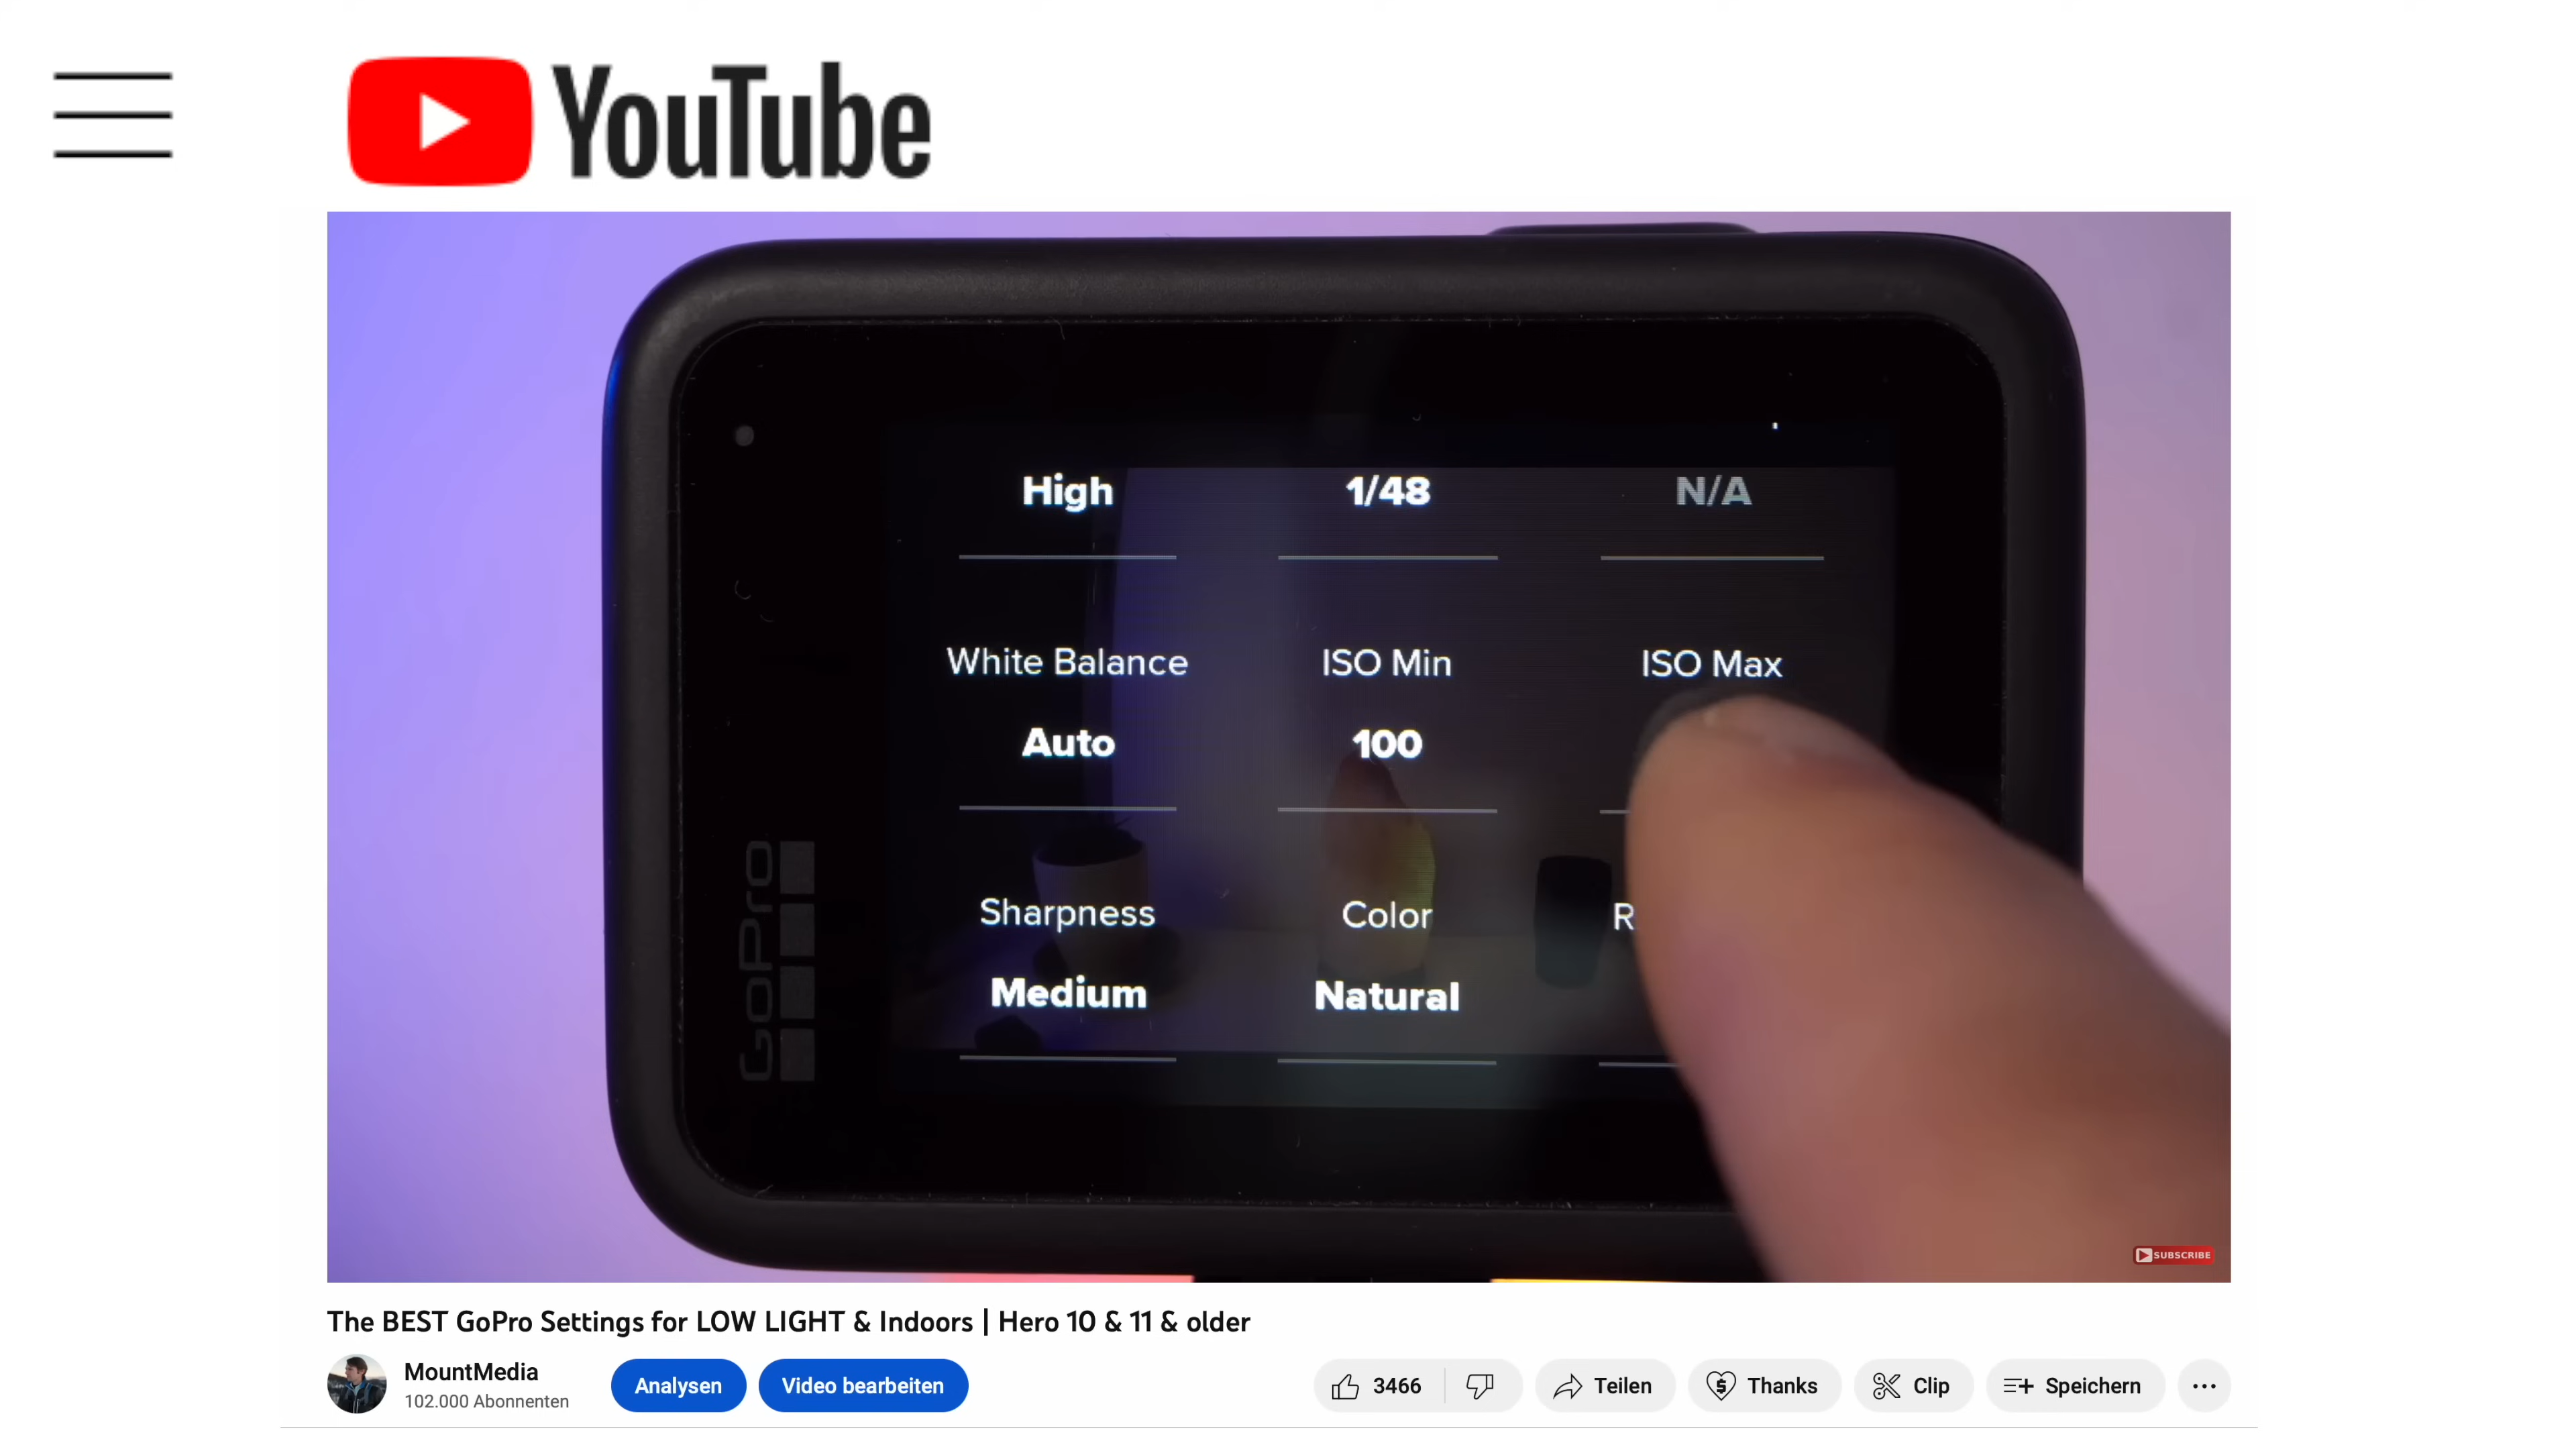 YouTube
High 1/48 N/A
White Balance ISO Min ISO Max
Auto 100
Sharpness Color R
Medium Natural
GoPro
SUBSCRIBE
The BEST GoPro Settings for LOW LIGHT & Indoors | Hero 10 & 11 & older
MountMedia
102.000 Abonnenten
Analysen Video bearbeiten 3466 Teilen Thanks Clip Speichern